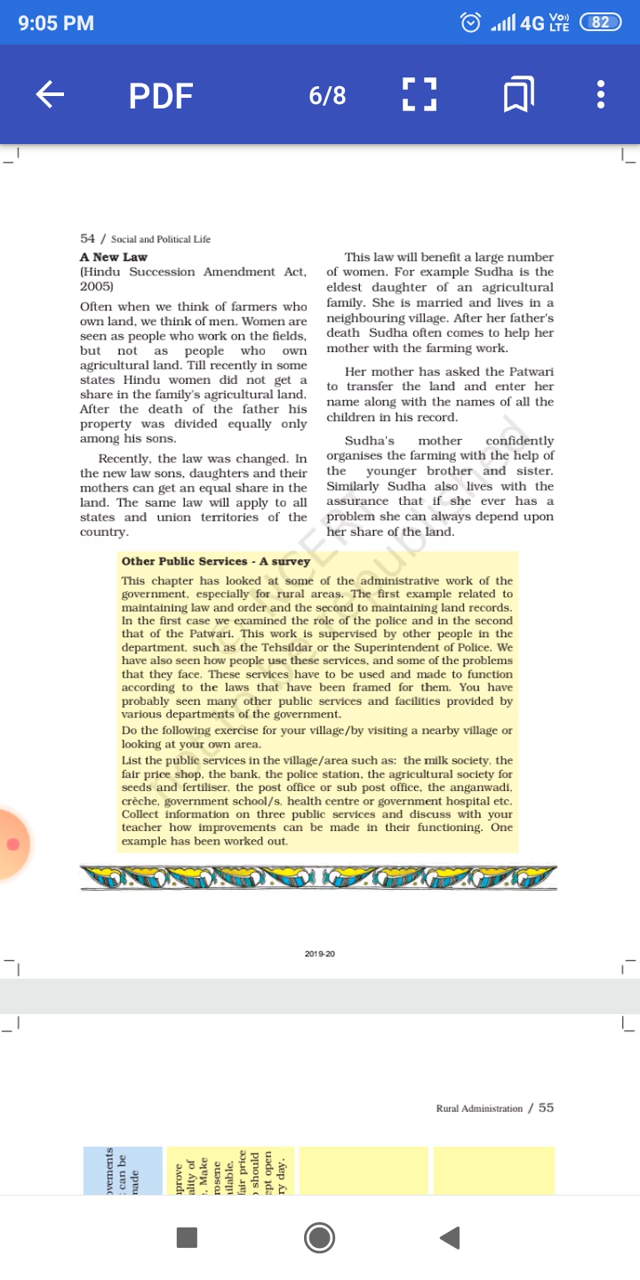 9:05 PM
4G VoLTE 82
PDF
6/8
54 / Social and Political Life
A New Law
(Hindu Succession Amendment Act,
2005)
Often when we think of farmers who
own land, we think of men. Women are
seen as people who work on the fields,
but not as people who own
agricultural land. Till recently in some
states Hindu women did not get a
share in the family's agricultural land.
After the death of the father his
property was divided equally only
among his sons.
Recently, the law was changed. In
the new law sons, daughters and their
mothers can get an equal share in the
land. The same law will apply to all
states and union territories of the
country.
This law will benefit a large number
of women. For example Sudha is the
eldest daughter of an agricultural
family. She is married and lives in a
neighbouring village. After her father's
death Sudha often comes to help her
mother with the farming work.
Her mother has asked the Patwari
to transfer the land and enter her
name along with the names of all the
children in his record.
Sudha's mother confidently
organises the farming with the help of
the younger brother and sister.
Similarly Sudha also lives with the
assurance that if she ever has a
problem she can always depend upon
her share of the land.
Other Public Services - A survey
This chapter has looked at some of the administrative work of the
government, especially for rural areas. The first example related to
maintaining law and order and the second to maintaining land records.
In the first case we examined the role of the police and in the second
that of the Patwari. This work is supervised by other people in the
department, such as the Tehsildar or the Superintendent of Police. We
have also seen how people use these services, and some of the problems
that they face. These services have to be used and made to function
according to the laws that have been framed for them. You have
probably seen many other public services and facilities provided by
various departments of the government.
Do the following exercise for your village/by visiting a nearby village or
looking at your own area.
List the public services in the village/area such as: the milk society, the
fair price shop, the bank, the police station, the agricultural society for
seeds and fertiliser, the post office or sub post office, the anganwadi,
crèche, government school/s, health centre or government hospital etc.
Collect information on three public services and discuss with your
teacher how improvements can be made in their functioning. One
example has been worked out.
2019-20
Rural Administration / 55
can be
. Make
fair price
should